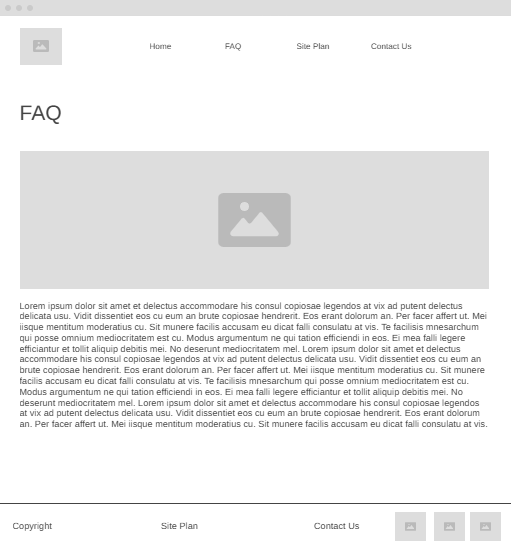 Home FAQ Site Plan Contact Us
FAQ
Lorem ipsum dolor sit amet et delectus accommodare his consul copiosae legendos at vix ad putent delectus
delicata usu. Vidit dissentiet eos cu eum an brute copiosae hendrerit. Eos erant dolorum an. Per facer affert ut. Mei
iisque mentitum moderatius cu. Sit munere facilis accusam eu dicat falli consulatu at vis. Te facilisis mnesarchum
qui posse omnium mediocritatem est cu. Modus argumentum ne qui tation efficiendi in eos. Ei mea falli legere
efficiantur et tollit aliquip debitis mei. No deserunt mediocritatem mel. Lorem ipsum dolor sit amet et delectus
accommodare his consul copiosae legendos at vix ad putent delectus delicata usu. Vidit dissentiet eos cu eum an
brute copiosae hendrerit. Eos erant dolorum an. Per facer affert ut. Mei iisque mentitum moderatius cu. Sit munere
facilis accusam eu dicat falli consulatu at vis. Te facilisis mnesarchum qui posse omnium mediocritatem est cu.
Modus argumentum ne qui tation efficiendi in eos. Ei mea falli legere efficiantur et tollit aliquip debitis mei. No
deserunt mediocritatem mel. Lorem ipsum dolor sit amet et delectus accommodare his consul copiosae legendos
at vix ad putent delectus delicata usu. Vidit dissentiet eos cu eum an brute copiosae hendrerit. Eos erant dolorum
an. Per facer affert ut. Mei iisque mentitum moderatius cu. Sit munere facilis accusam eu dicat falli consulatu at vis.
Copyright Site Plan Contact Us